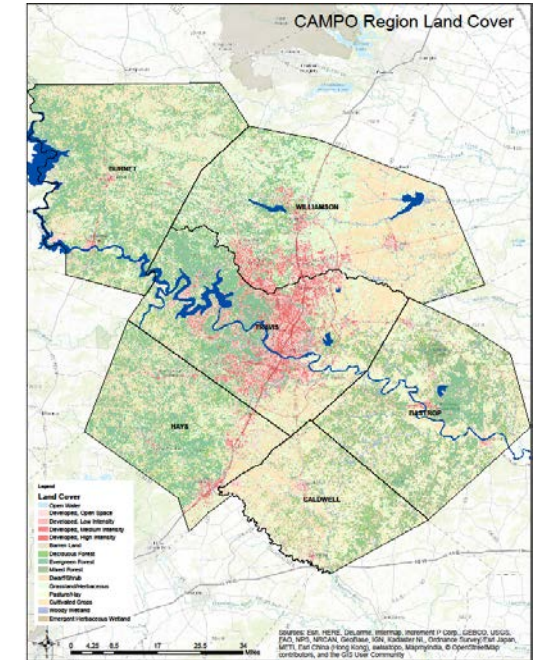 CAMPO Region Land Cover
BURNET
WILLIAMSON
TRAVIS
BASTROP
HAYS
CALDWELL
Legend
Land Cover
Open Water
Developed, Open Space
Developed, Low Intensity
Developed, Medium Intensity
Developed, High Intensity
Barren Land
Deciduous Forest
Evergreen Forest
Mixed Forest
Dwarf/Shrub
Grassland/Herbaceous
Pasture/Hay
Cultivated Crops
Woody Wetland
Emergent Herbaceous Wetland
0 4.25 8.5 17 25.5 34
Miles
Sources: Esri, HERE, DeLorme, Intermap, increment P Corp., GEBCO, USGS,
FAO, NPS, NRCAN, GeoBase, IGN, Kadaster NL, Ordnance Survey, Esri Japan,
METI, Esri China (Hong Kong), swisstopo, MapmyIndia, © OpenStreetMap
contributors, and the GIS User Community